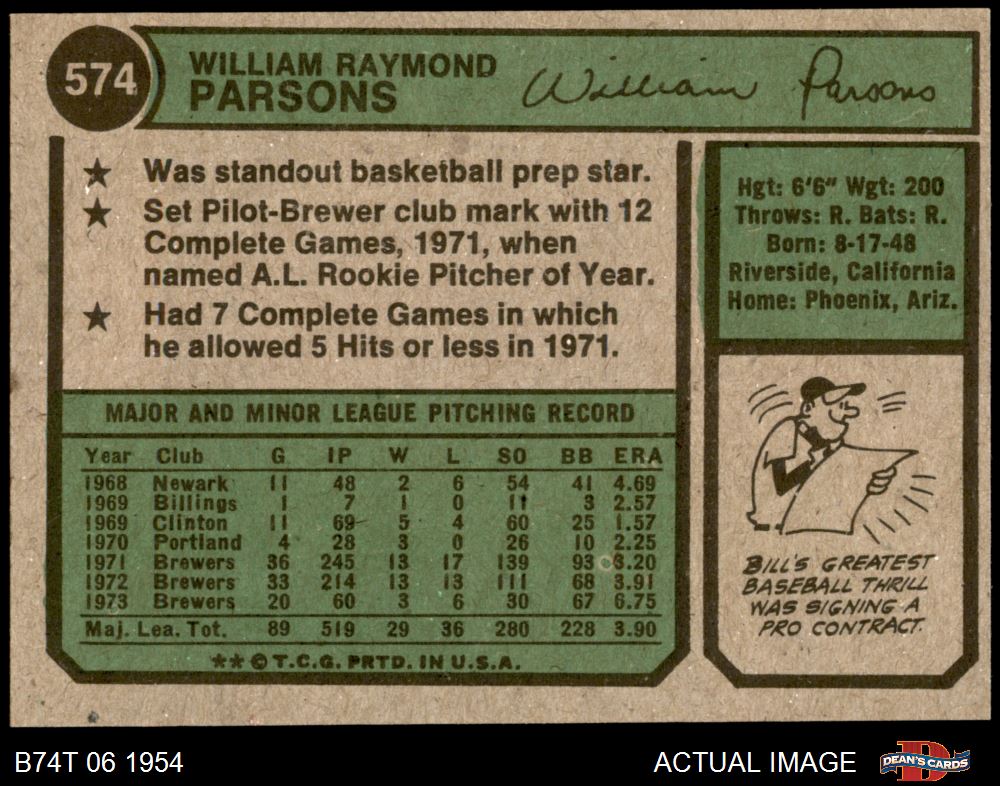 574
WILLIAM RAYMOND
PARSONS
William Parsons
★ Was standout basketball prep star.
★ Set Pilot-Brewer club mark with 12
Complete Games, 1971, when
named A.L. Rookie Pitcher of Year.
★ Had 7 Complete Games in which
he allowed 5 Hits or less in 1971.
Hgt: 6'6" Wgt: 200
Throws: R. Bats: R.
Born: 8-17-48
Riverside, California
Home: Phoenix, Ariz.
MAJOR AND MINOR LEAGUE PITCHING RECORD
Year Club G IP W L SO BB ERA
1968 Newark 11 48 2 6 54 41 4.69
1969 Billings 1 7 1 0 11 3 2.57
1969 Clinton 11 69 5 4 60 25 1.57
1970 Portland 4 28 3 0 26 10 2.25
1971 Brewers 36 245 13 17 139 93 3.20
1972 Brewers 33 214 13 13 111 68 3.91
1973 Brewers 20 60 3 6 30 67 6.75
Maj. Lea. Tot. 89 519 29 36 280 228 3.90
★★ © T.C.G. PRTD. IN U.S.A.
BILL'S GREATEST
BASEBALL THRILL
WAS SIGNING A
PRO CONTRACT.
B74T 06 1954
ACTUAL IMAGE
D
DEAN'S CARDS